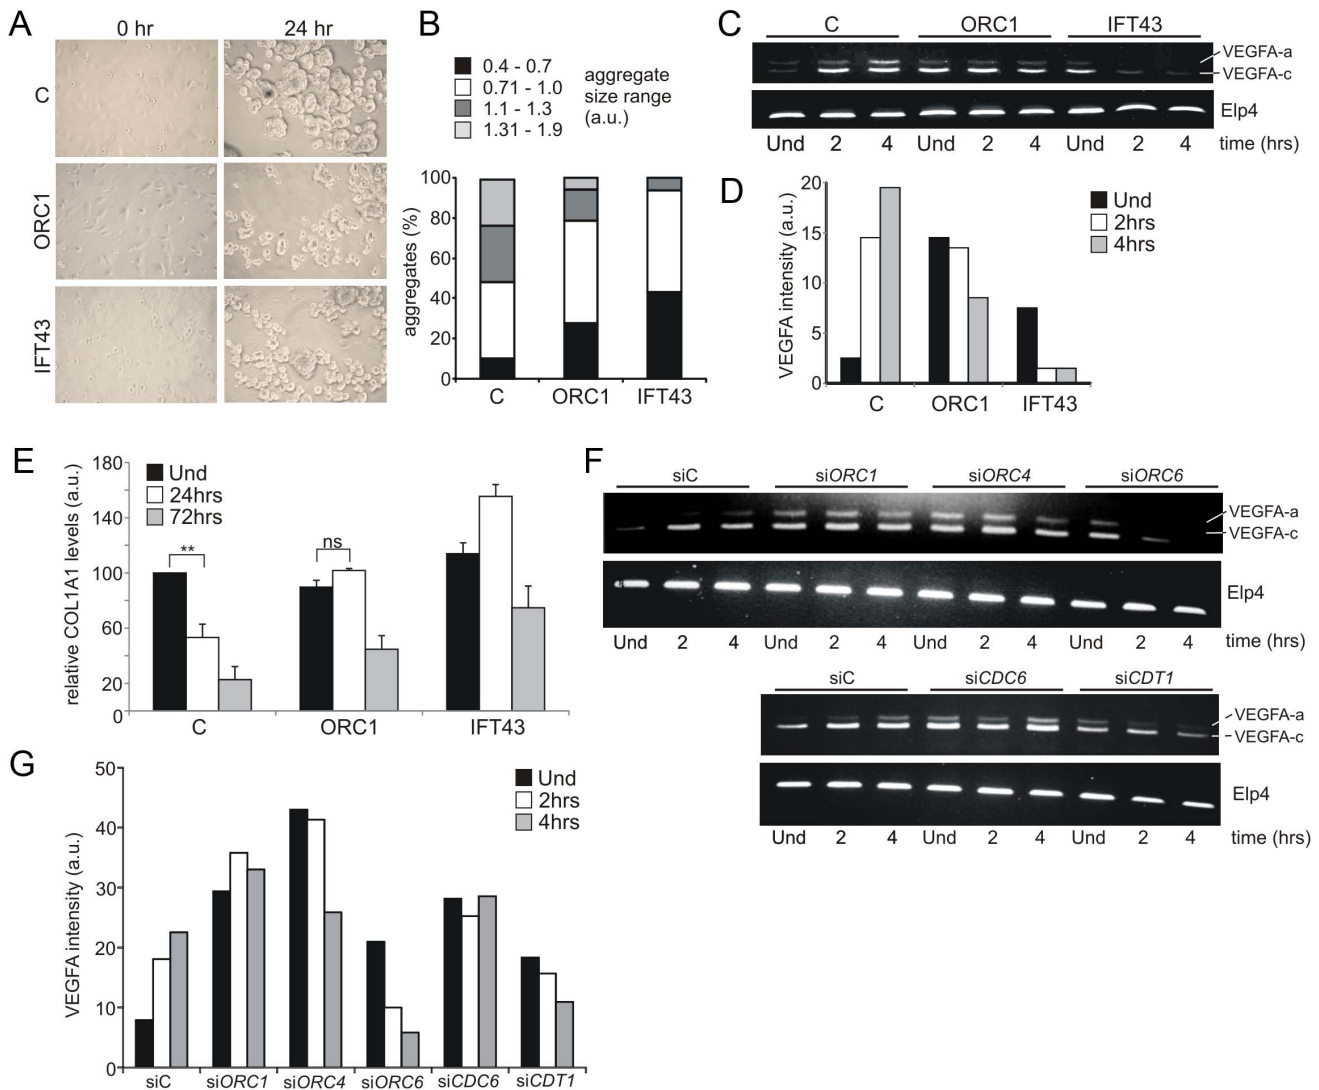 A
0 hr
24 hr
C
ORC1
IFT43
B
0.4 - 0.7
0.71 - 1.0
1.1 - 1.3
1.31 - 1.9
aggregate
size range
(a.u.)
aggregates (%)
100
80
60
40
20
0
C
ORC1
IFT43
C
C
ORC1
IFT43
VEGFA-a
VEGFA-c
Elp4
Und
2
4
Und
2
4
Und
2
4
time (hrs)
D
VEGFA intensity (a.u.)
20
15
10
5
0
Und
2hrs
4hrs
C
ORC1
IFT43
E
relative COL1A1 levels (a.u.)
180
140
100
60
20
0
Und
24hrs
72hrs
**
ns
C
ORC1
IFT43
F
siC
siORC1
siORC4
siORC6
VEGFA-a
VEGFA-c
Elp4
Und
2
4
Und
2
4
Und
2
4
Und
2
4
time (hrs)
siC
siCDC6
siCDT1
VEGFA-a
VEGFA-c
Elp4
Und
2
4
Und
2
4
Und
2
4
time (hrs)
G
VEGFA intensity (a.u.)
50
40
30
20
10
0
Und
2hrs
4hrs
siC
siORC1
siORC4
siORC6
siCDC6
siCDT1